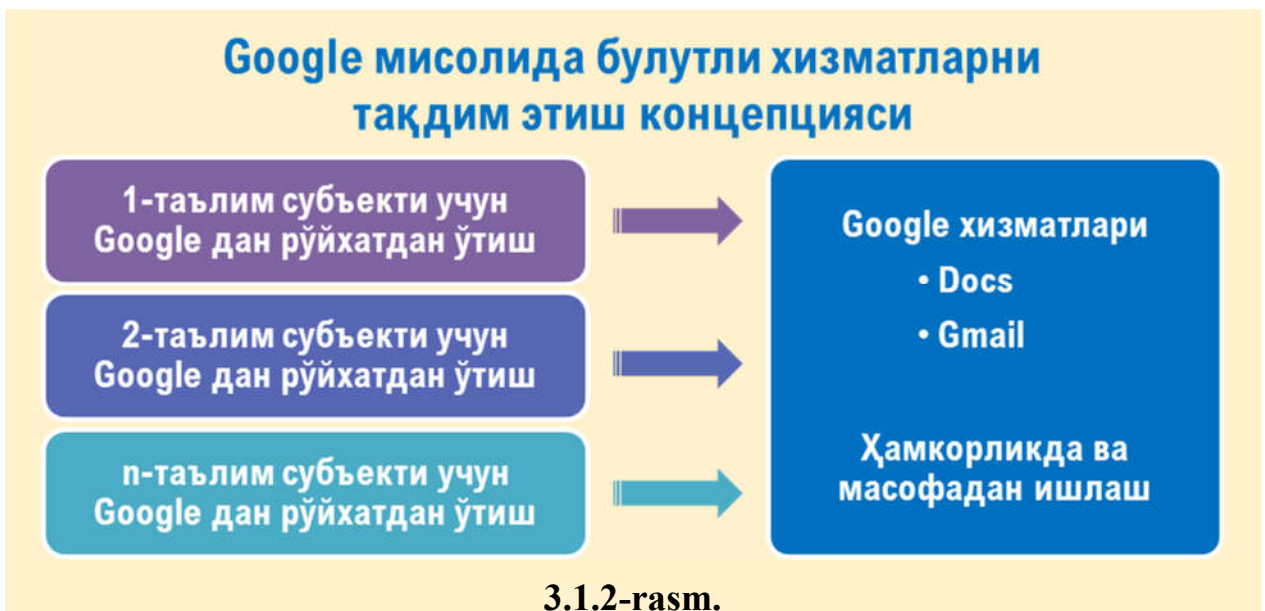 Google мисолида булутли хизматларни
тақдим этиш концепцияси
1-таълим субъекти учун
Google дан рўйхатдан ўтиш
2-таълим субъекти учун
Google дан рўйхатдан ўтиш
n-таълим субъекти учун
Google дан рўйхатдан ўтиш
Google хизматлари
• Docs
• Gmail
Ҳамкорликда ва
масофадан ишлаш
3.1.2-rasm.